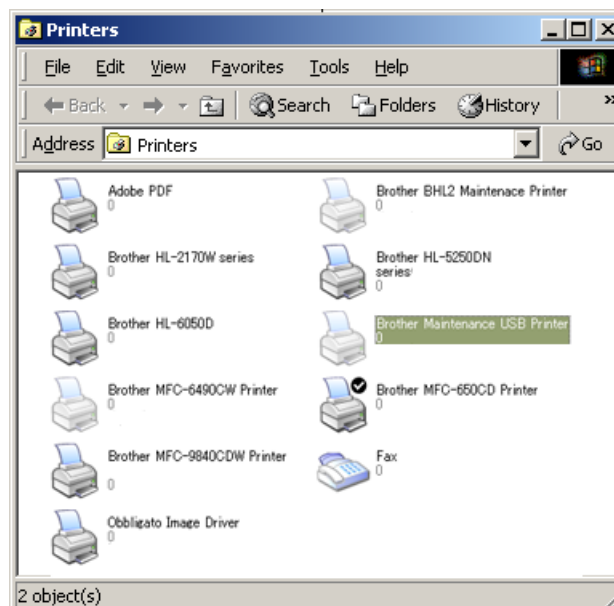 Printers
File Edit View Favorites Tools Help
Back Search Folders History »
Address Printers Go
Adobe PDF
0
Brother BHL2 Maintenace Printer
0
Brother HL-2170W series
0
Brother HL-5250DN
series
0
Brother HL-6050D
0
Brother Maintenance USB Printer
0
Brother MFC-6490CW Printer
0
Brother MFC-650CD Printer
0
Brother MFC-9840CDW Printer
0
Fax
0
Obbligato Image Driver
0
2 object(s)